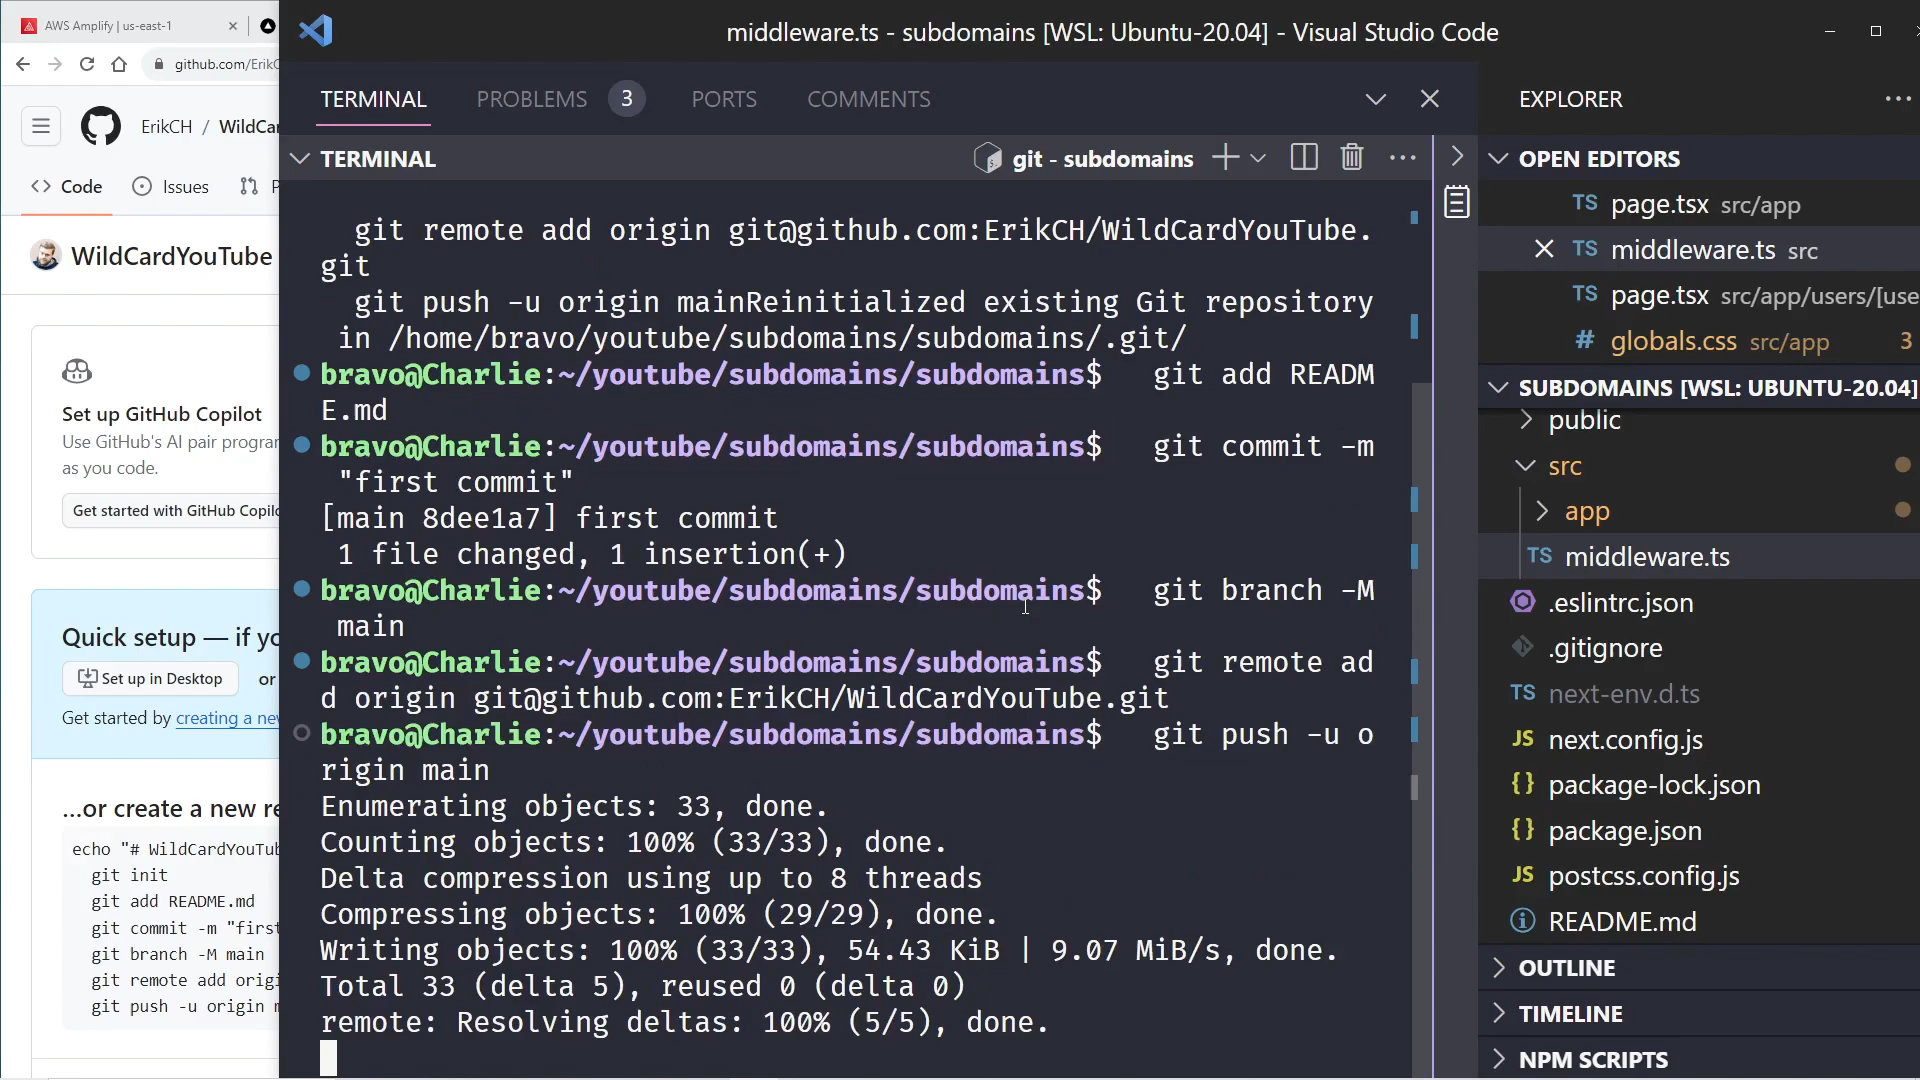 AWS Amplify | us-east-1
github.com/ErikC
ErikCH / WildCar
Code
Issues
WildCardYouTube
Set up GitHub Copilot
Use GitHub's AI pair program
as you code.
Get started with GitHub Copilo
Quick setup — if yo
Set up in Desktop or
Get started by creating a new
...or create a new re
echo "# WildCardYouTub
git init
git add README.md
git commit -m "first
git branch -M main
git remote add origi
git push -u origin m
middleware.ts - subdomains [WSL: Ubuntu-20.04] - Visual Studio Code
TERMINAL PROBLEMS 3 PORTS COMMENTS
TERMINAL
git - subdomains
git remote add origin git@github.com:ErikCH/WildCardYouTube.
git
git push -u origin mainReinitialized existing Git repository
in /home/bravo/youtube/subdomains/subdomains/.git/
bravo@Charlie:~/youtube/subdomains/subdomains$ git add READM
E.md
bravo@Charlie:~/youtube/subdomains/subdomains$ git commit -m
"first commit"
[main 8dee1a7] first commit
1 file changed, 1 insertion(+)
bravo@Charlie:~/youtube/subdomains/subdomains$ git branch -M
main
bravo@Charlie:~/youtube/subdomains/subdomains$ git remote ad
d origin git@github.com:ErikCH/WildCardYouTube.git
bravo@Charlie:~/youtube/subdomains/subdomains$ git push -u o
rigin main
Enumerating objects: 33, done.
Counting objects: 100% (33/33), done.
Delta compression using up to 8 threads
Compressing objects: 100% (29/29), done.
Writing objects: 100% (33/33), 54.43 KiB | 9.07 MiB/s, done.
Total 33 (delta 5), reused 0 (delta 0)
remote: Resolving deltas: 100% (5/5), done.
EXPLORER
OPEN EDITORS
TS page.tsx src/app
TS middleware.ts src
TS page.tsx src/app/users/[use
# globals.css src/app 3
SUBDOMAINS [WSL: UBUNTU-20.04]
public
src
app
TS middleware.ts
.eslintrc.json
.gitignore
TS next-env.d.ts
JS next.config.js
{} package-lock.json
{} package.json
JS postcss.config.js
README.md
OUTLINE
TIMELINE
NPM SCRIPTS